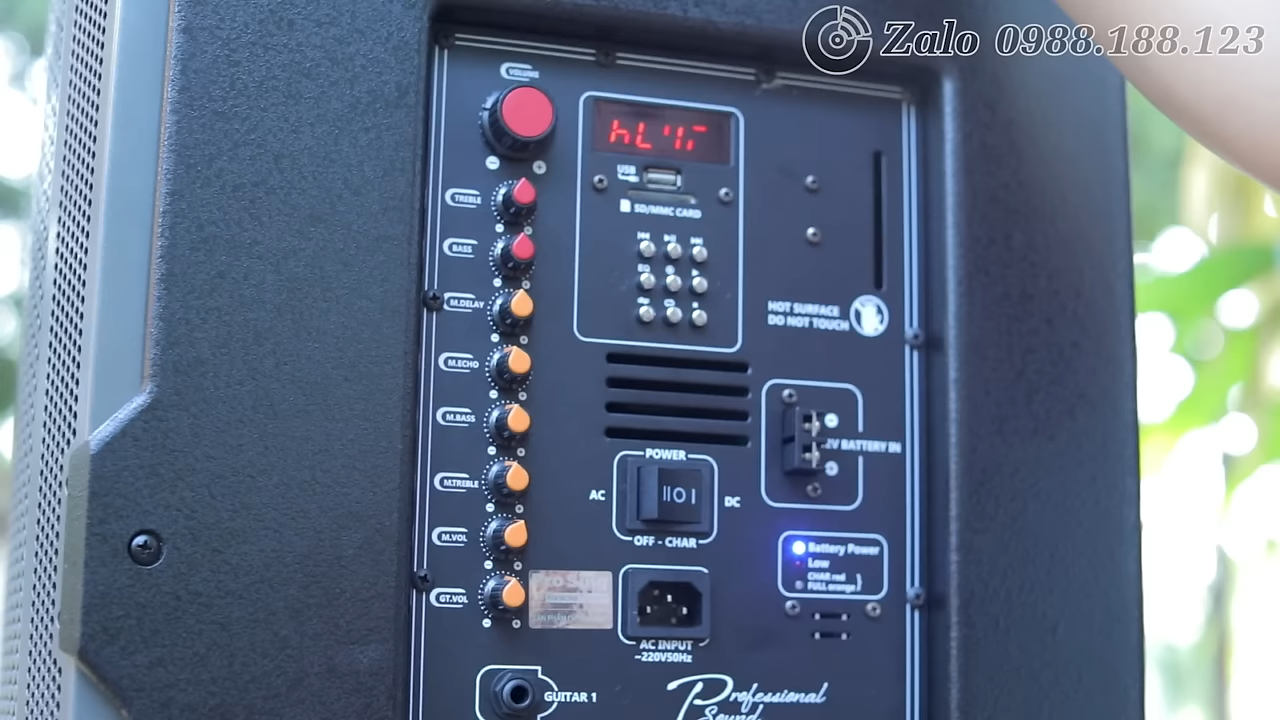 Zalo 0988.188.123
VOLUME
USB
SD/MMC CARD
TREBLE
BASS
M.DELAY
M.ECHO
M.BASS
M.TREBLE
M.VOL
GT.VOL
HOT SURFACE
DO NOT TOUCH
POWER
AC
DC
OFF - CHAR
V BATTERY IN
Battery Power
Low
CHAR red
FULL orange
AC INPUT
~220V50Hz
GUITAR 1
Professional
Sound